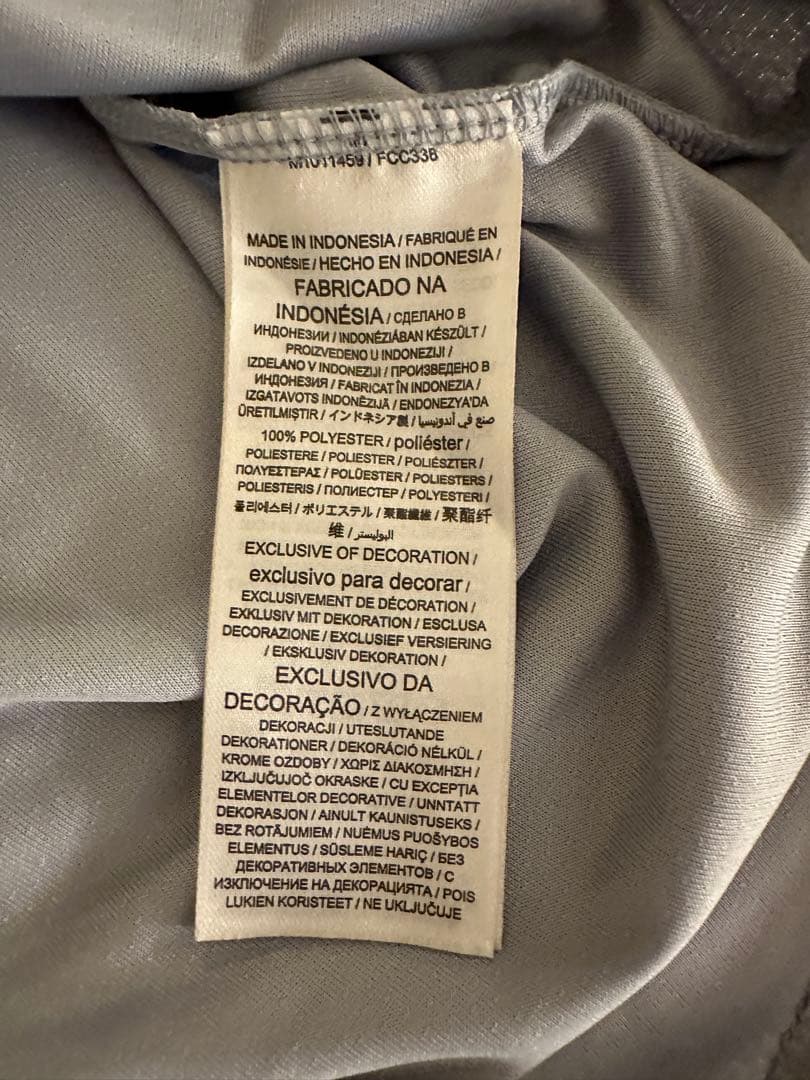 M1011459 / FCC338
MADE IN INDONESIA / FABRIQUÉ EN
INDONÉSIE / HECHO EN INDONESIA /
FABRICADO NA
INDONÉSIA / СДЕЛАНО В
ИНДОНЕЗИИ / INDONÉZIÁBAN KÉSZÜLT /
PROIZVEDENO U INDONEZIJI /
IZDELANO V INDONEZIJI / ПРОИЗВЕДЕНО В
ИНДОНЕЗИЯ / FABRICAT ÎN INDONEZIA /
IZGATAVOTS INDONĒZIJĀ / ENDONEZYA'DA
ÜRETILMIŞTIR / インドネシア製 / صنع في أندونيسيا
100% POLYESTER / poliéster /
POLIESTERE / POLIESTER / POLIÉSZTER /
ΠΟΛΥΕΣΤΕΡΑΣ / POLÜESTER / POLIESTERS /
POLIESTERIS / ПОЛИЕСТЕР / POLYESTERI /
폴리에스터 / ポリエステル / 聚酯纖維 / 聚酯纤
维 / البوليستر
EXCLUSIVE OF DECORATION /
exclusivo para decorar /
EXCLUSIVEMENT DE DÉCORATION /
EXKLUSIV MIT DEKORATION / ESCLUSA
DECORAZIONE / EXCLUSIEF VERSIERING
/ EKSKLUSIV DEKORATION /
EXCLUSIVO DA
DECORAÇÃO / Z WYŁĄCZENIEM
DEKORACJI / UTESLUTANDE
DEKORATIONER / DEKORÁCIÓ NÉLKÜL /
KROME OZDOBY / ΧΩΡΙΣ ΔΙΑΚΟΣΜΗΣΗ /
IZKLJUČUJOČ OKRASKE / CU EXCEPŢIA
ELEMENTELOR DECORATIVE / UNNTATT
DEKORASJON / AINULT KAUNISTUSEKS /
BEZ ROTĀJUMIEM / NUĖMUS PUOŠYBOS
ELEMENTUS / SÜSLEME HARIÇ / БЕЗ
ДЕКОРАТИВНЫХ ЭЛЕМЕНТОВ / С
ИЗКЛЮЧЕНИЕ НА ДЕКОРАЦИЯТА / POIS
LUKIEN KORISTEET / NE UKLJUČUJE